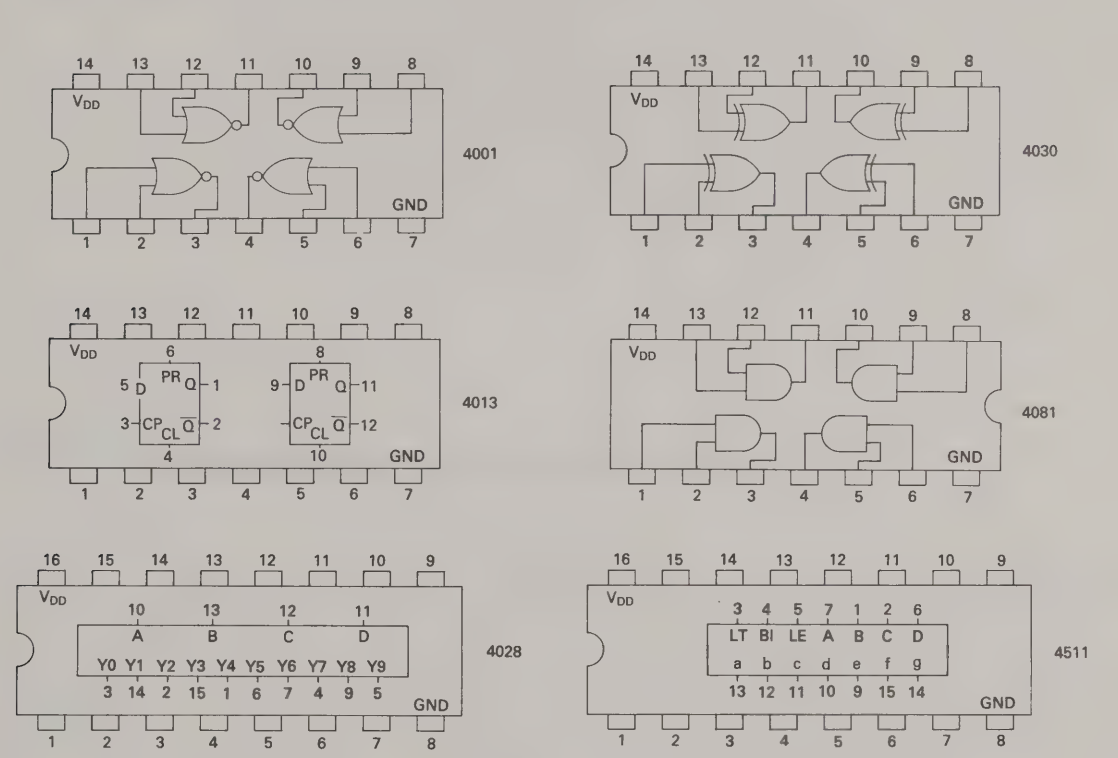 14 13 12 11 10 9 8
V_DD
4001
GND
1 2 3 4 5 6 7
14 13 12 11 10 9 8
V_DD
4030
GND
1 2 3 4 5 6 7
14 13 12 11 10 9 8
V_DD
6 8
5 D PR Q 1 9 D PR Q 11
4013
3 CP CL Q̅ 2 CP CL Q̅ 12
4 10
GND
1 2 3 4 5 6 7
14 13 12 11 10 9 8
V_DD
4081
GND
1 2 3 4 5 6 7
16 15 14 13 12 11 10 9
V_DD
10 13 12 11
A B C D
4028
Y0 Y1 Y2 Y3 Y4 Y5 Y6 Y7 Y8 Y9
3 14 2 15 1 6 7 4 9 5
GND
1 2 3 4 5 6 7 8
16 15 14 13 12 11 10 9
V_DD
3 4 5 7 1 2 6
LT BI LE A B C D
4511
a b c d e f g
13 12 11 10 9 15 14
GND
1 2 3 4 5 6 7 8